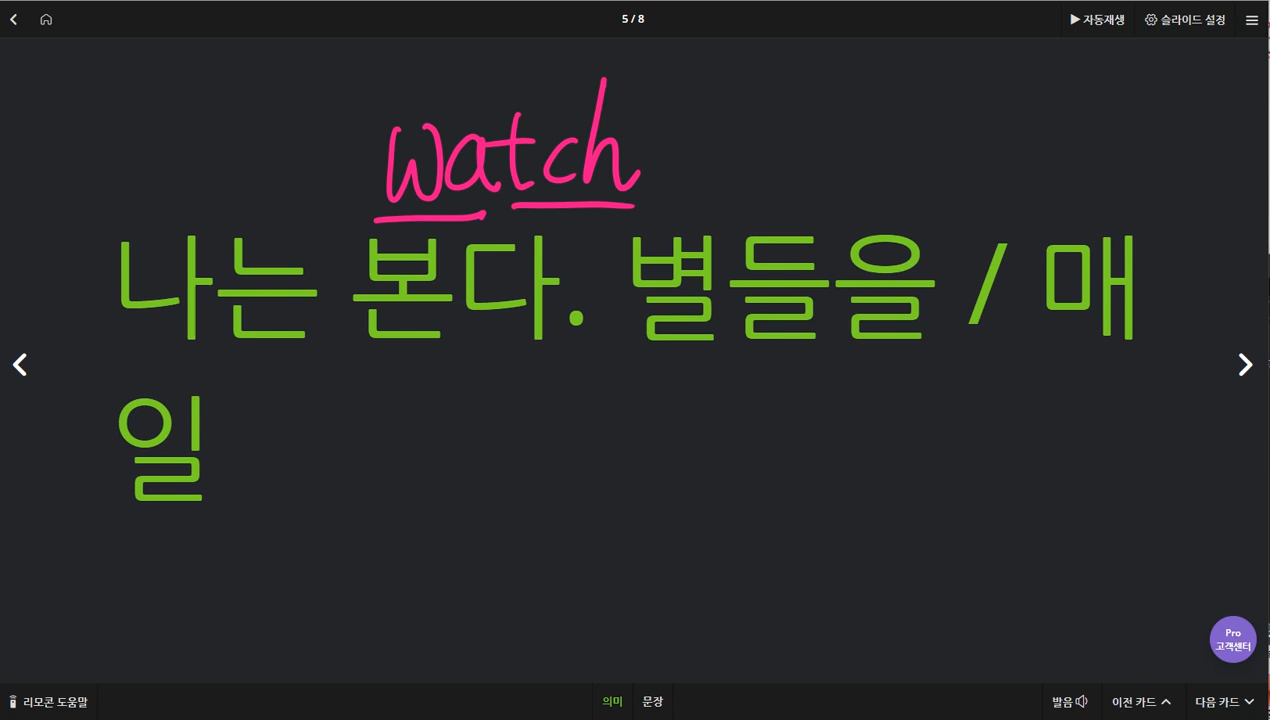 5 / 8
자동재생
슬라이드 설정
watch
나는 본다. 별들을 / 매
일
Pro
고객센터
리모콘 도움말
의미
문장
발음
이전 카드
다음 카드